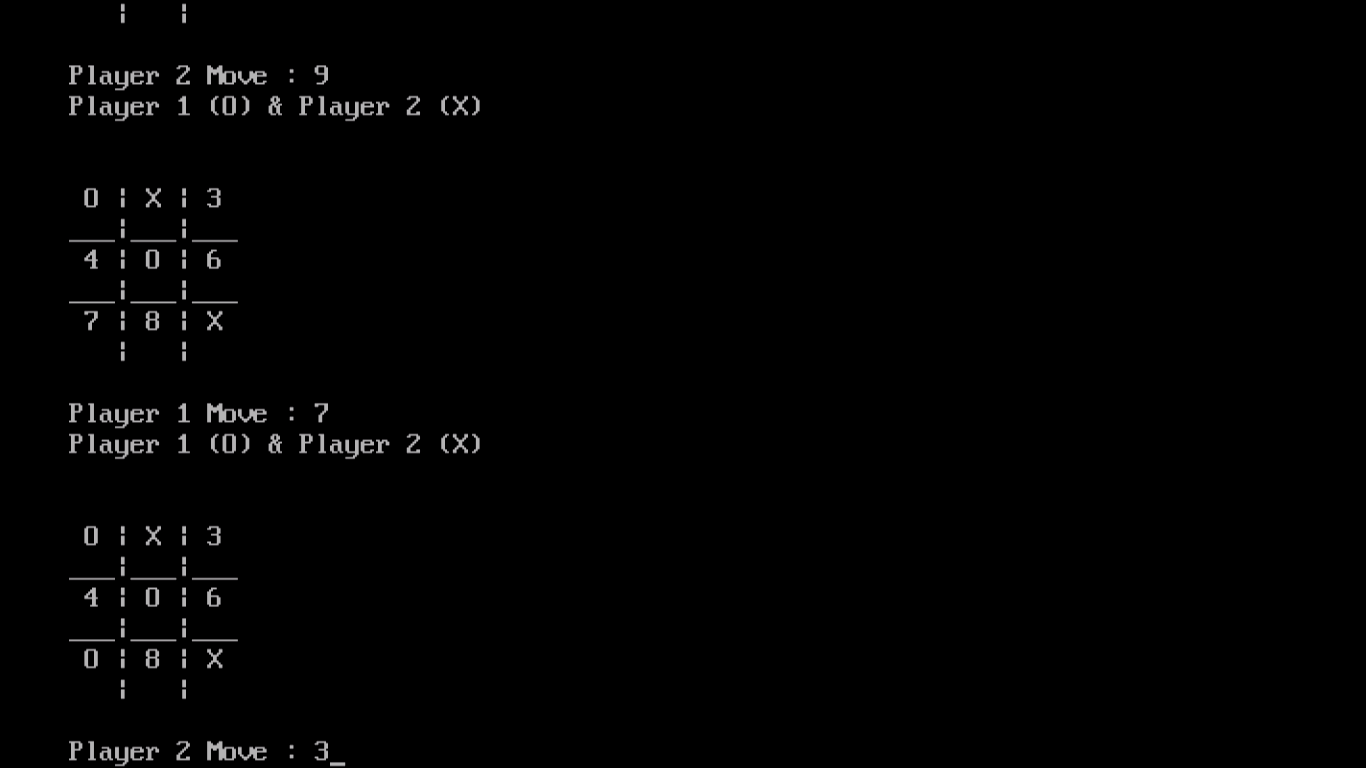 ¦ ¦
Player 2 Move : 9
Player 1 (O) & Player 2 (X)
O ¦ X ¦ 3
___¦___¦___
4 ¦ O ¦ 6
___¦___¦___
7 ¦ 8 ¦ X
¦ ¦
Player 1 Move : 7
Player 1 (O) & Player 2 (X)
O ¦ X ¦ 3
___¦___¦___
4 ¦ O ¦ 6
___¦___¦___
O ¦ 8 ¦ X
¦ ¦
Player 2 Move : 3_